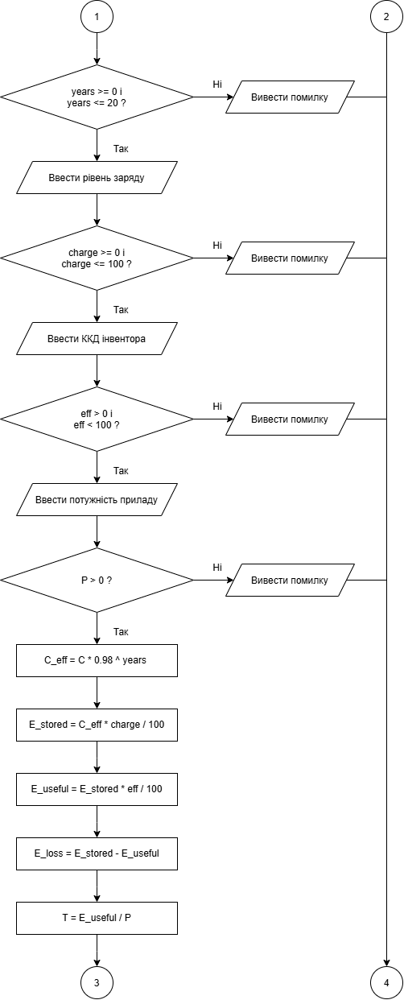 1
2
years >= 0 і
years <= 20 ?
Ні
Вивести помилку
Так
Ввести рівень заряду
charge >= 0 і
charge <= 100 ?
Ні
Вивести помилку
Так
Ввести ККД інвентора
eff > 0 і
eff < 100 ?
Ні
Вивести помилку
Так
Ввести потужність приладу
P > 0 ?
Ні
Вивести помилку
Так
C_eff = C * 0.98 ^ years
E_stored = C_eff * charge / 100
E_useful = E_stored * eff / 100
E_loss = E_stored - E_useful
T = E_useful / P
3
4